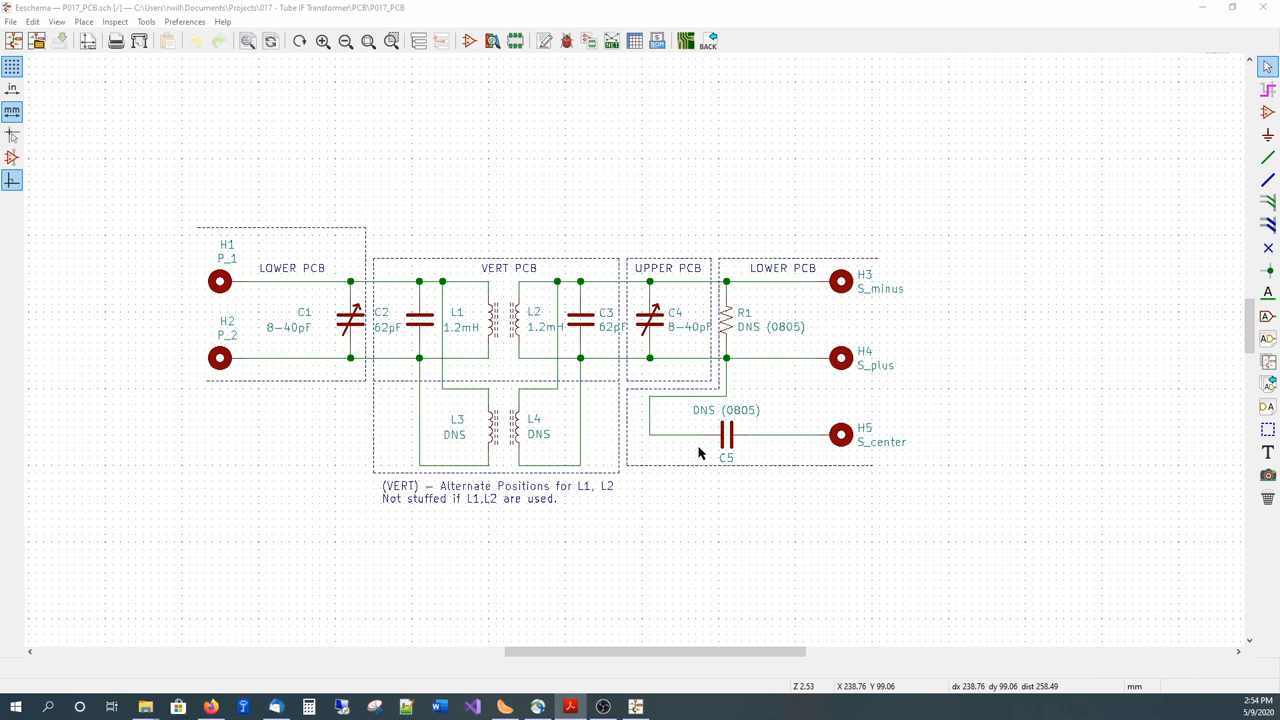 Eeschema — P017_PCB.sch [/] — C:\Users\rwill\Documents\Projects\017 - Tube IF Transformer\PCB\P017_PCB
File Edit View Place Inspect Tools Preferences Help
BOM
NET
BACK
in
mm
H1
P_1
LOWER PCB
VERT PCB
UPPER PCB
LOWER PCB
H3
S_minus
C1
8–40pF
C2
62pF
L1
1.2mH
L2
1.2mH
C3
62pF
C4
8–40pF
R1
DNS (0805)
H2
P_2
H4
S_plus
L3
DNS
L4
DNS
DNS (0805)
C5
H5
S_center
(VERT) – Alternate Positions for L1, L2
Not stuffed if L1,L2 are used.
A
A
DA
T
Z 2.53
X 238.76 Y 99.06
dx 238.76 dy 99.06 dist 258.49
mm
2:54 PM
5/9/2020